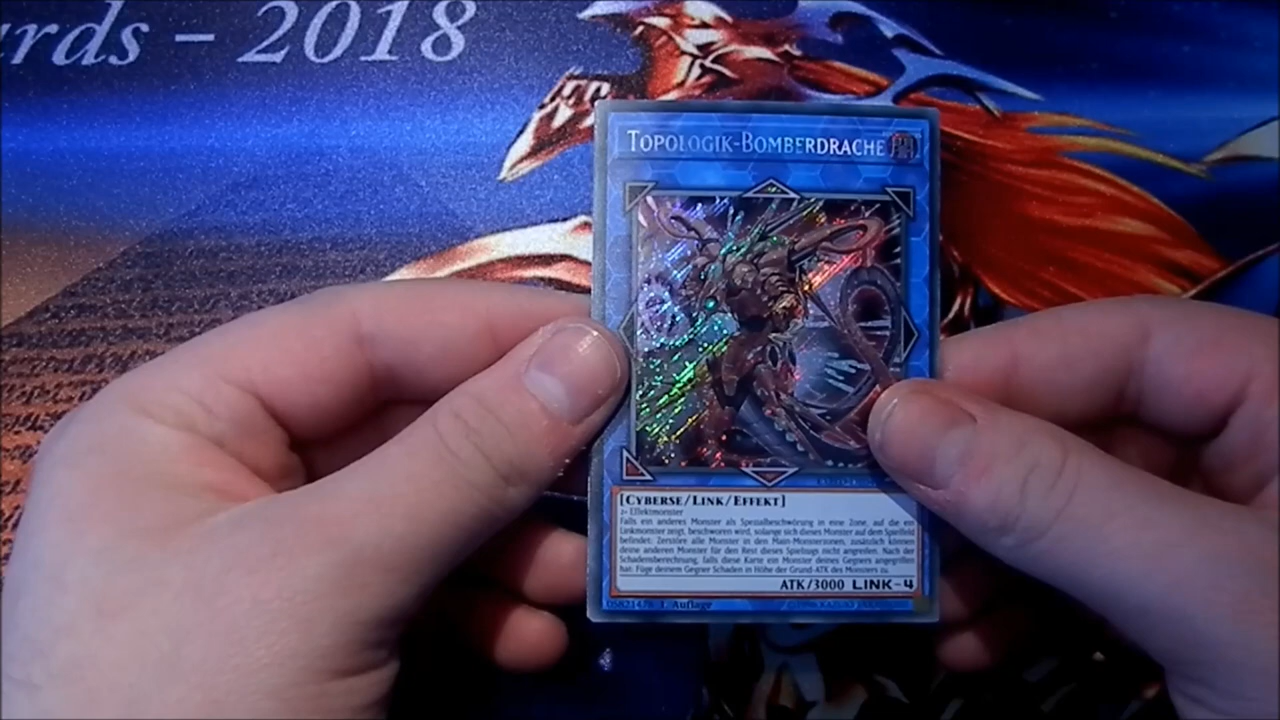 ards - 2018
TOPOLOGIK-BOMBERDRACHE
[CYBERSE/LINK/EFFEKT]
2+ Effektmonster
Falls ein anderes Monster als Spezialbeschwörung in eine Zone, auf die ein
Linkmonster zeigt, beschworen wird, solange sich dieses Monster auf dem Spielfeld
befindet: Zerstöre alle Monster in den Main-Monsterzonen, zusätzlich können
deine anderen Monster für den Rest dieses Spielzugs nicht angreifen. Nach der
Schadensberechnung, falls diese Karte ein Monster deines Gegners angegriffen
hat: Füge deinem Gegner Schaden in Höhe der Grund-ATK des Monsters zu.
ATK/3000 LINK-4
1. Auflage